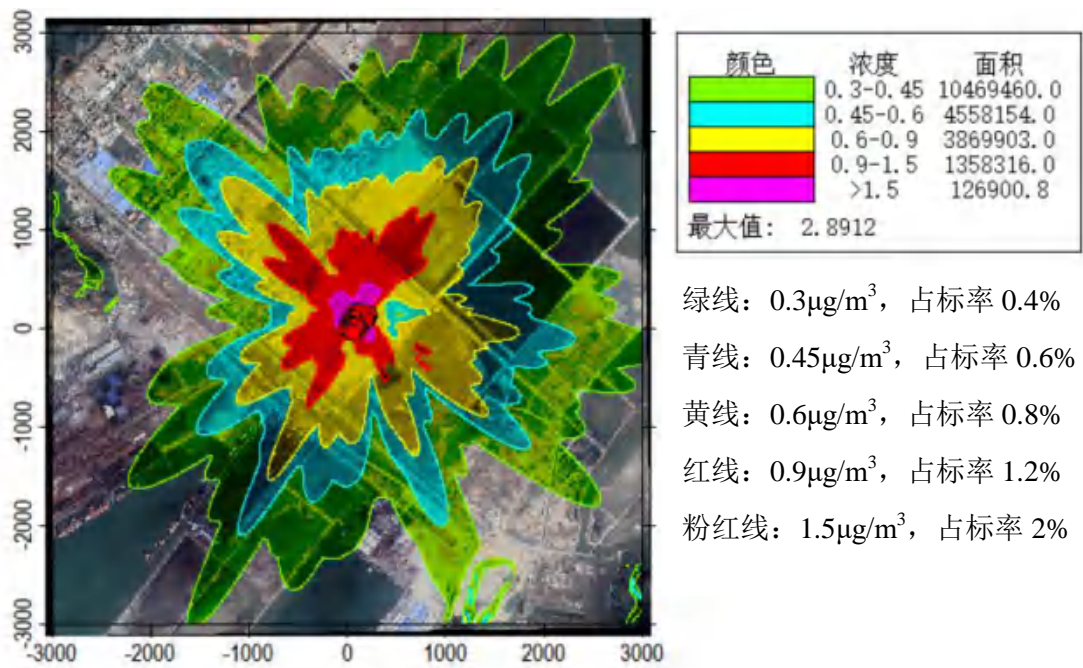 3000
2000
1000
0
-1000
-2000
-3000
-3000 -2000 -1000 0 1000 2000 3000
颜色 浓度 面积
0.3-0.45 10469460.0
0.45-0.6 4558154.0
0.6-0.9 3869903.0
0.9-1.5 1358316.0
>1.5 126900.8
最大值: 2.8912
绿线：0.3μg/m³，占标率 0.4%
青线：0.45μg/m³，占标率 0.6%
黄线：0.6μg/m³，占标率 0.8%
红线：0.9μg/m³，占标率 1.2%
粉红线：1.5μg/m³，占标率 2%